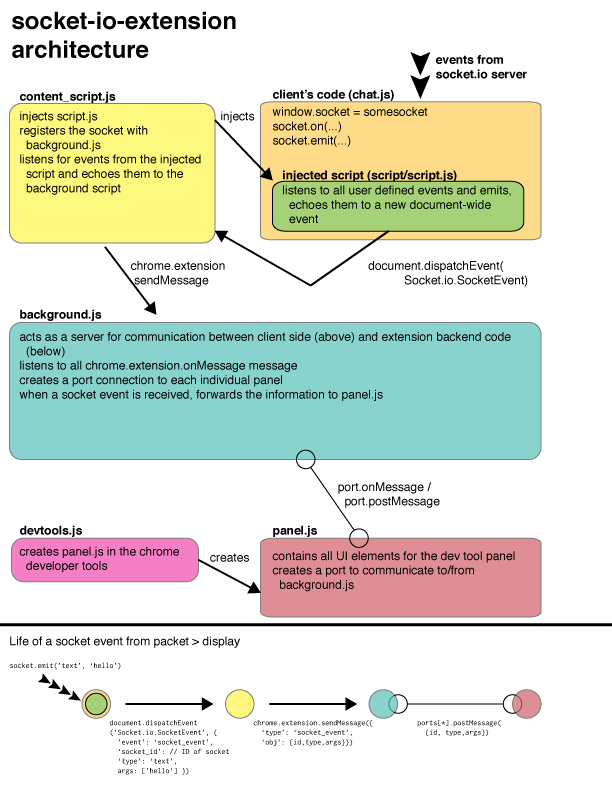 socket-io-extension
architecture
events from
socket.io server
content_script.js
injects script.js
registers the socket with
background.js
listens for events from the injected
script and echoes them to the
background script
injects
client's code (chat.js)
window.socket = somesocket
socket.on(...)
socket.emit(...)
injected script (script/script.js)
listens to all user defined events and emits,
echoes them to a new document-wide
event
chrome.extension
sendMessage
document.dispatchEvent(
Socket.io.SocketEvent)
background.js
acts as a server for communication between client side (above) and extension backend code
(below)
listens to all chrome.extension.onMessage message
creates a port connection to each individual panel
when a socket event is received, forwards the information to panel.js
port.onMessage /
port.postMessage
devtools.js
creates panel.js in the chrome
developer tools
creates
panel.js
contains all UI elements for the dev tool panel
creates a port to communicate to/from
background.js
Life of a socket event from packet > display
socket.emit('text', 'hello')
document.dispatchEvent
('Socket.io.SocketEvent', {
'event': 'socket_event',
'socket_id': // ID of socket
'type': 'text',
args: ['hello'] })
chrome.extension.sendMessage({
'type': 'socket_event',
'obj': {id,type,args}})
ports[*].postMessage(
{id, type,args})